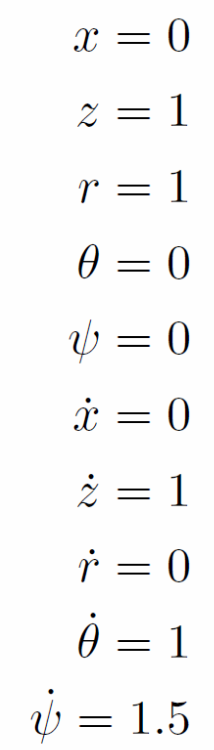 x = 0
z = 1
r = 1
θ = 0
ψ = 0
ẋ = 0
ż = 1
ṙ = 0
θ̇ = 1
ψ̇ = 1.5